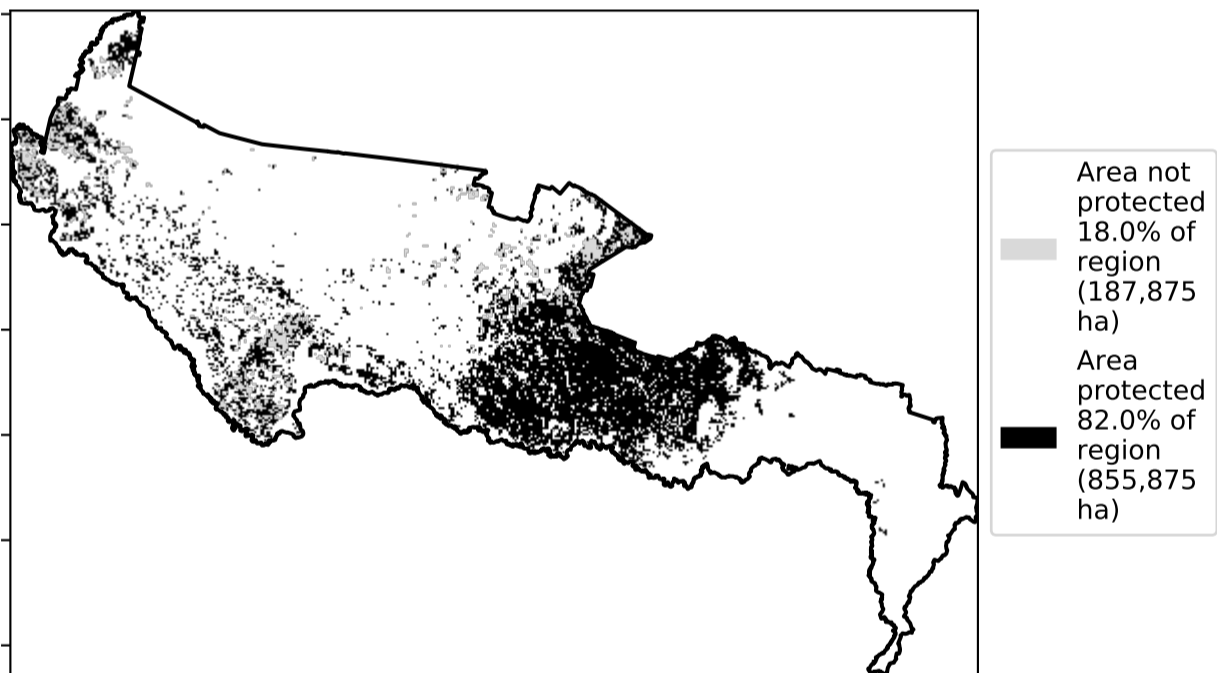 Area not
protected
18.0% of
region
(187,875
ha)
Area
protected
82.0% of
region
(855,875
ha)